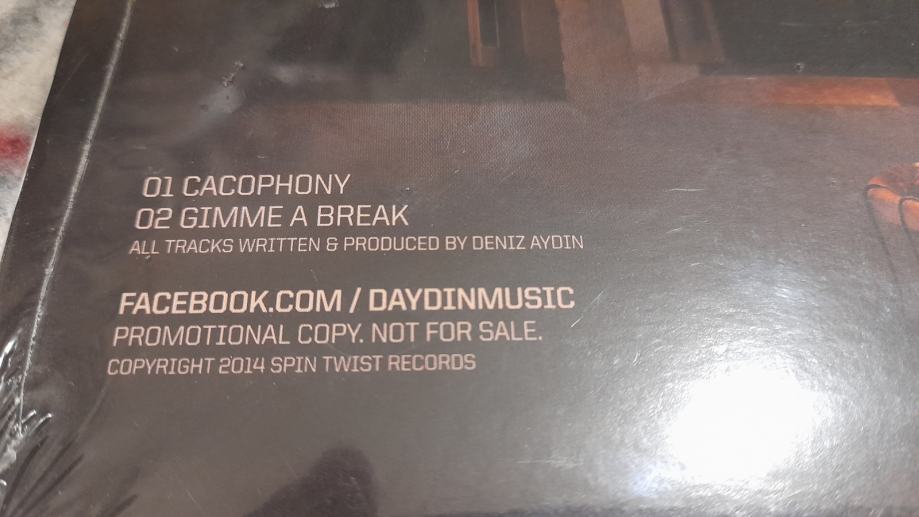 01 CACOPHONY
02 GIMME A BREAK
ALL TRACKS WRITTEN & PRODUCED BY DENIZ AYDIN
FACEBOOK.COM / DAYDINMUSIC
PROMOTIONAL COPY. NOT FOR SALE.
COPYRIGHT 2014 SPIN TWIST RECORDS